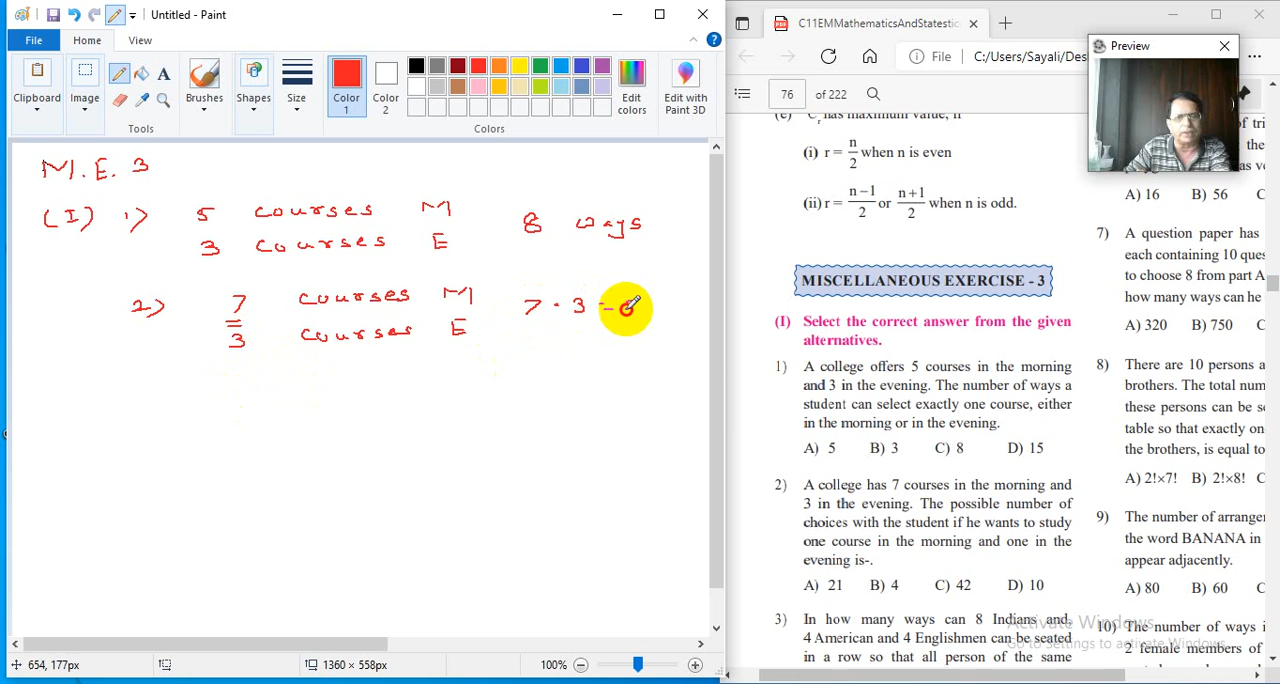 Untitled - Paint
File
Home
View
Clipboard
Image
Tools
Brushes
Shapes
Size
Color 1
Color 2
Edit colors
Edit with Paint 3D
Colors
M.E. 3
(I) 1) 5 courses M
3 courses E
8 ways
2) 7 courses M
3 courses E
7 · 3 =
654, 177px
1360 × 558px
100%
C11EMMathematicsAndStatestic
File
C:/Users/Sayali/Des
76 of 222
Preview
(i) r = n/2 when n is even
(ii) r = n–1/2 or n+1/2 when n is odd.
MISCELLANEOUS EXERCISE - 3
(I) Select the correct answer from the given
alternatives.
1) A college offers 5 courses in the morning
and 3 in the evening. The number of ways a
student can select exactly one course, either
in the morning or in the evening.
A) 5 B) 3 C) 8 D) 15
2) A college has 7 courses in the morning and
3 in the evening. The possible number of
choices with the student if he wants to study
one course in the morning and one in the
evening is-.
A) 21 B) 4 C) 42 D) 10
3) In how many ways can 8 Indians and
4 American and 4 Englishmen can be seated
in a row so that all person of the same
of tri
the
as v
A) 16 B) 56 C
7) A question paper has
each containing 10 ques
to choose 8 from part A
how many ways can he
A) 320 B) 750 C
8) There are 10 persons a
brothers. The total num
these persons can be s
table so that exactly on
the brothers, is equal to
A) 2!×7! B) 2!×8! C
9) The number of arrange
the word BANANA in
appear adjacently.
A) 80 B) 60 C
10) The number of ways i
2 female members of
Activate Windows
Go to Settings to activate Windows.